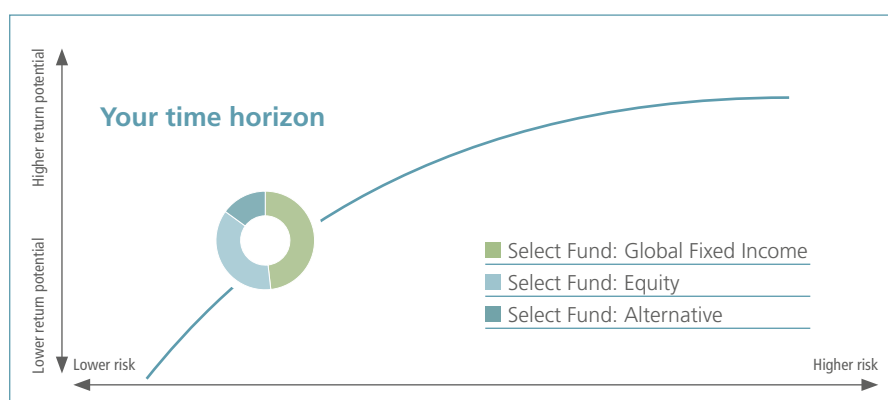 Higher return potential
Lower return potential
Your time horizon
Select Fund: Global Fixed Income
Select Fund: Equity
Select Fund: Alternative
Lower risk
Higher risk